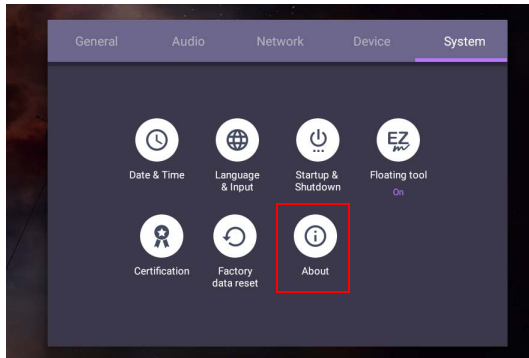 General Audio Network Device System
Date & Time Language & Input Startup & Shutdown Floating tool On
Certification Factory data reset About